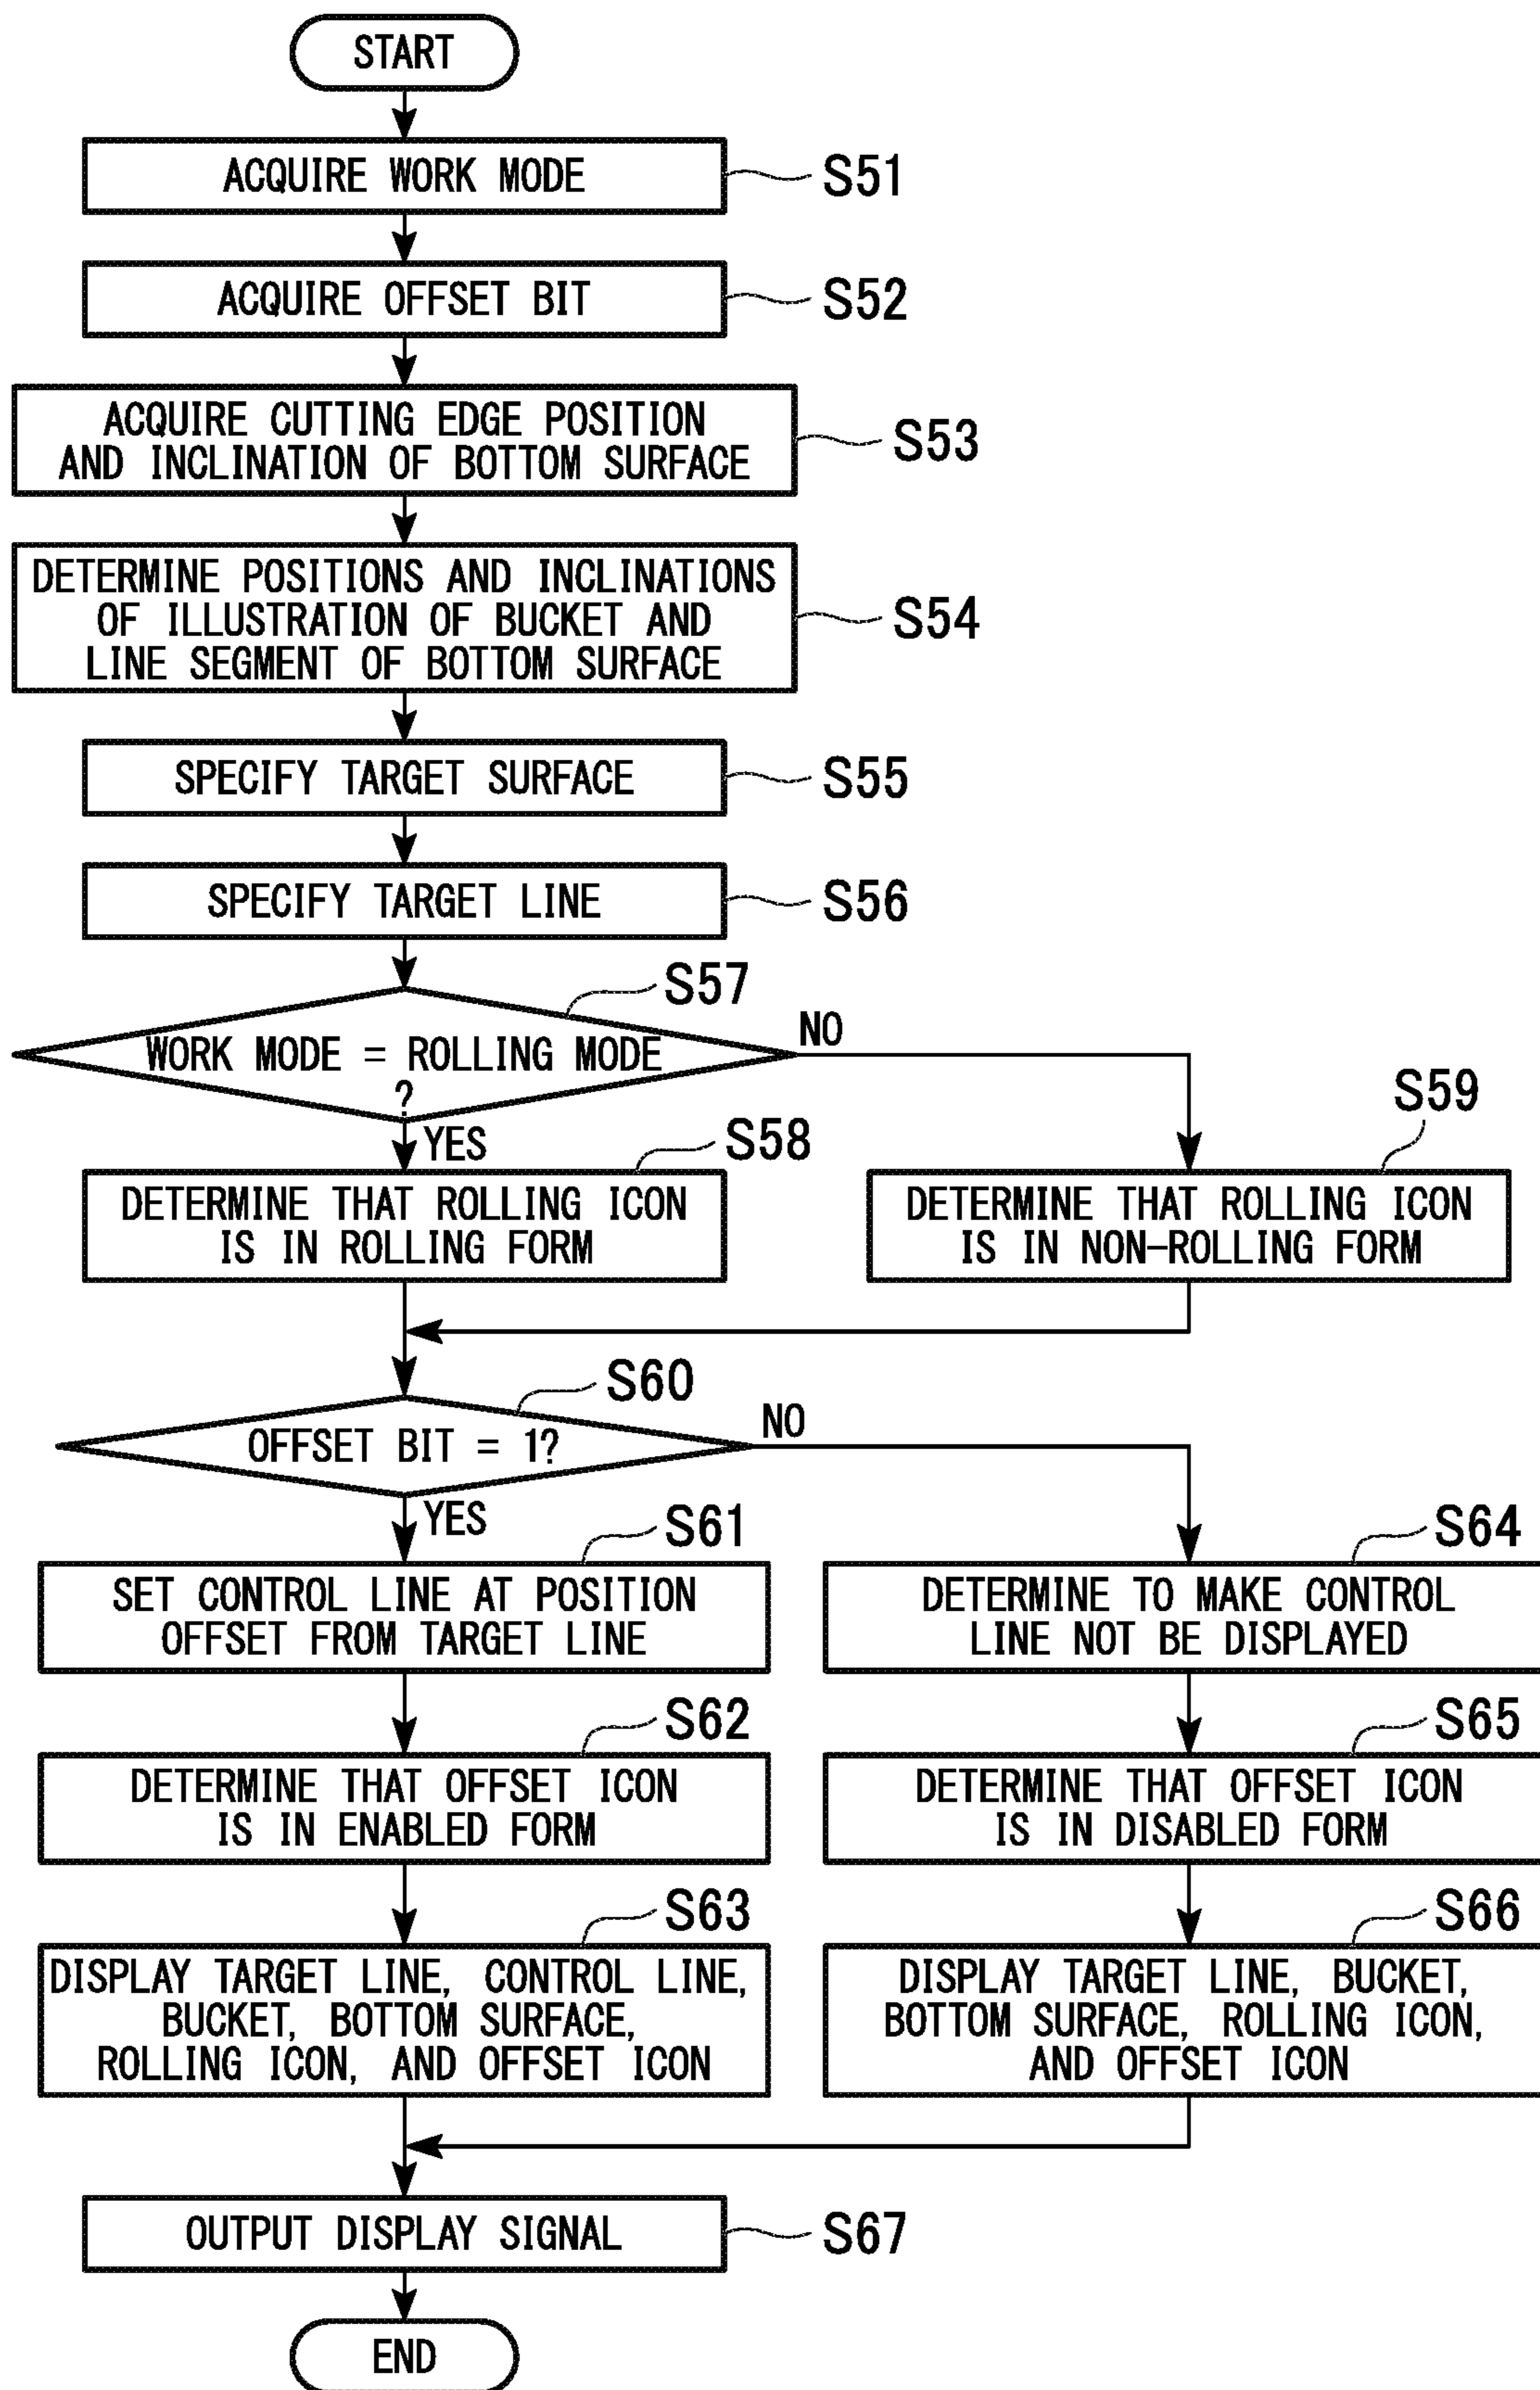 START
ACQUIRE WORK MODE
S51
ACQUIRE OFFSET BIT
S52
ACQUIRE CUTTING EDGE POSITION
AND INCLINATION OF BOTTOM SURFACE
S53
DETERMINE POSITIONS AND INCLINATIONS
OF ILLUSTRATION OF BUCKET AND
LINE SEGMENT OF BOTTOM SURFACE
S54
SPECIFY TARGET SURFACE
S55
SPECIFY TARGET LINE
S56
S57
WORK MODE = ROLLING MODE
?
NO
YES
S58
DETERMINE THAT ROLLING ICON
IS IN ROLLING FORM
S59
DETERMINE THAT ROLLING ICON
IS IN NON-ROLLING FORM
S60
OFFSET BIT = 1?
NO
YES
S61
SET CONTROL LINE AT POSITION
OFFSET FROM TARGET LINE
S64
DETERMINE TO MAKE CONTROL
LINE NOT BE DISPLAYED
S62
DETERMINE THAT OFFSET ICON
IS IN ENABLED FORM
S65
DETERMINE THAT OFFSET ICON
IS IN DISABLED FORM
S63
DISPLAY TARGET LINE, CONTROL LINE,
BUCKET, BOTTOM SURFACE,
ROLLING ICON, AND OFFSET ICON
S66
DISPLAY TARGET LINE, BUCKET,
BOTTOM SURFACE, ROLLING ICON,
AND OFFSET ICON
OUTPUT DISPLAY SIGNAL
S67
END